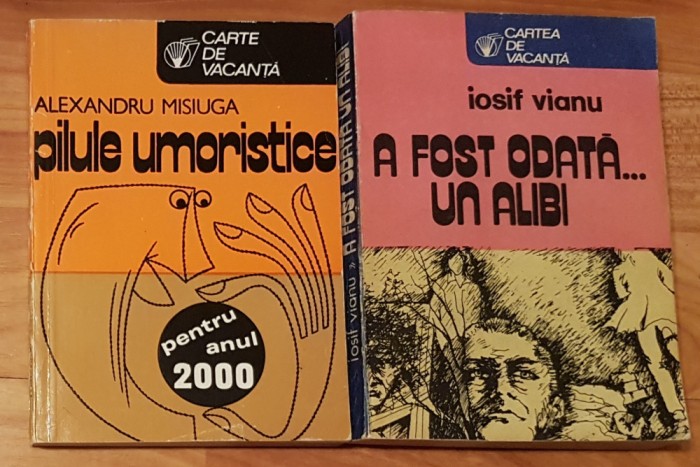 CARTE
DE
VACANȚĂ
ALEXANDRU MISIUGA
pilule umoristice
pentru
anul
2000
iosif vianu » A FOST ODATĂ UN ALIBI
CARTEA
DE
VACANȚĂ
iosif vianu
A FOST ODATĂ...
UN ALIBI